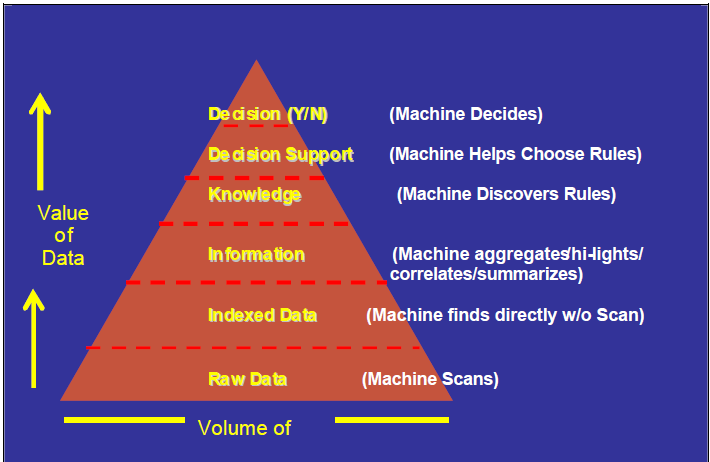 Decision (Y/N) (Machine Decides)
Decision Support (Machine Helps Choose Rules)
Knowledge (Machine Discovers Rules)
Value
of
Data
Information (Machine aggregates/hi-lights/
correlates/summarizes)
Indexed Data (Machine finds directly w/o Scan)
Raw Data (Machine Scans)
Volume of